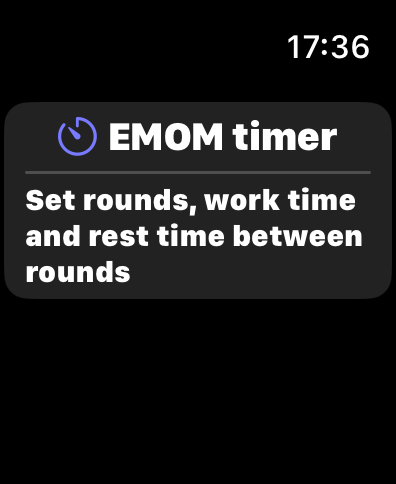 17:36
EMOM timer
Set rounds, work time
and rest time between
rounds